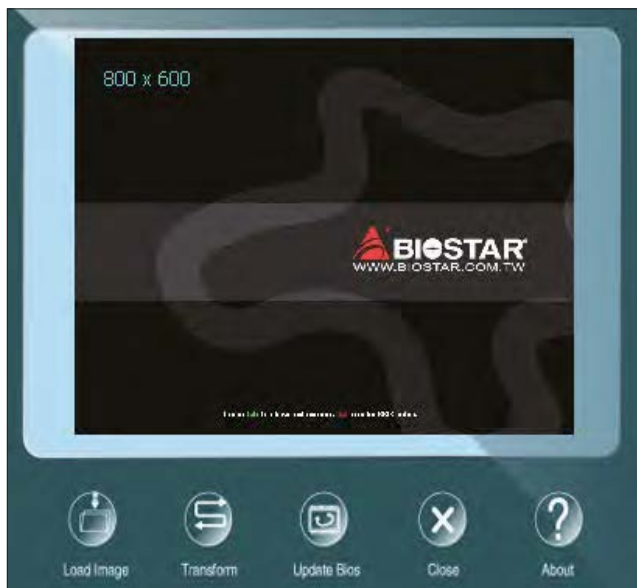 800 x 600
BIOSTAR
WWW.BIOSTAR.COM.TW
Load Image
Transform
Update Bios
Close
About